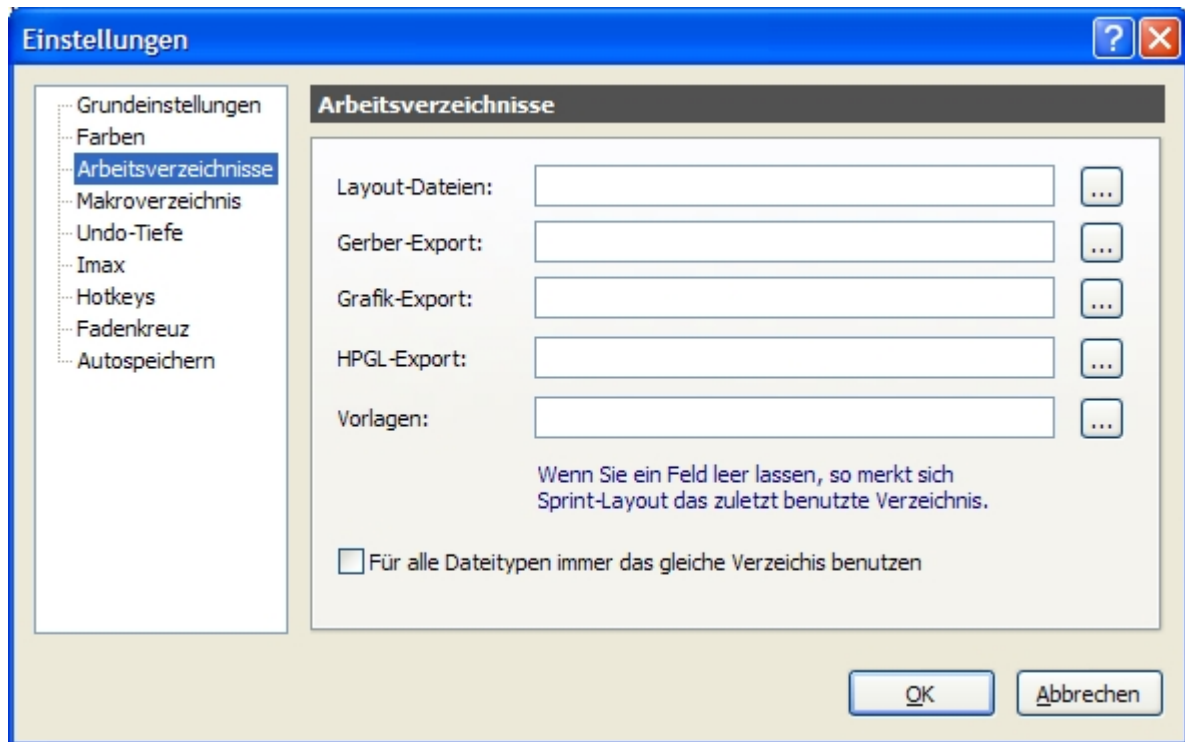 Einstellungen
Grundeinstellungen
Farben
Arbeitsverzeichnisse
Makroverzeichnis
Undo-Tiefe
Imax
Hotkeys
Fadenkreuz
Autospeichern
Arbeitsverzeichnisse
Layout-Dateien:
...
Gerber-Export:
...
Grafik-Export:
...
HPGL-Export:
...
Vorlagen:
...
Wenn Sie ein Feld leer lassen, so merkt sich
Sprint-Layout das zuletzt benutzte Verzeichnis.
Für alle Dateitypen immer das gleiche Verzeichis benutzen
OK
Abbrechen